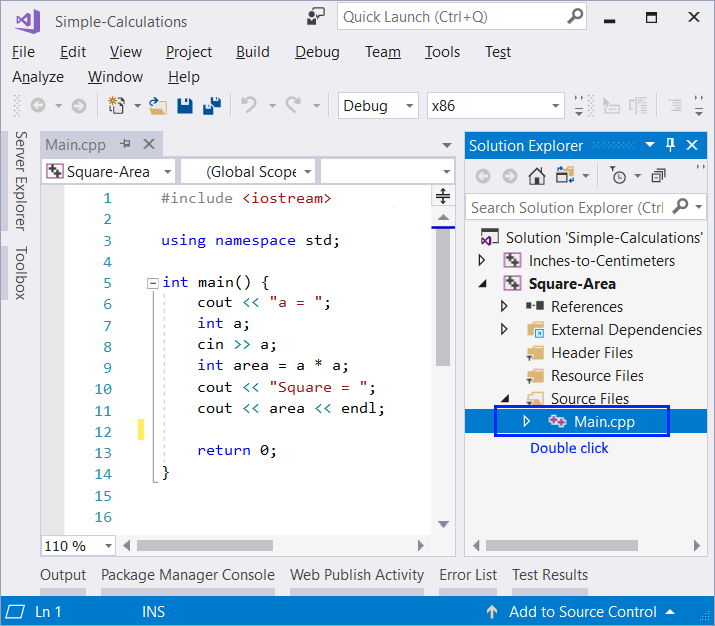 Simple-Calculations
Quick Launch (Ctrl+Q)
File Edit View Project Build Debug Team Tools Test
Analyze Window Help
Debug x86
Server Explorer
Toolbox
Main.cpp
Square-Area (Global Scope
1 #include <iostream>
2
3 using namespace std;
4
5 int main() {
6 cout << "a = ";
7 int a;
8 cin >> a;
9 int area = a * a;
10 cout << "Square = ";
11 cout << area << endl;
12
13 return 0;
14 }
15
16
110 %
Solution Explorer
Search Solution Explorer (Ctrl
Solution 'Simple-Calculations'
Inches-to-Centimeters
Square-Area
References
External Dependencies
Header Files
Resource Files
Source Files
Main.cpp
Double click
Output Package Manager Console Web Publish Activity Error List Test Results
Ln 1 INS Add to Source Control